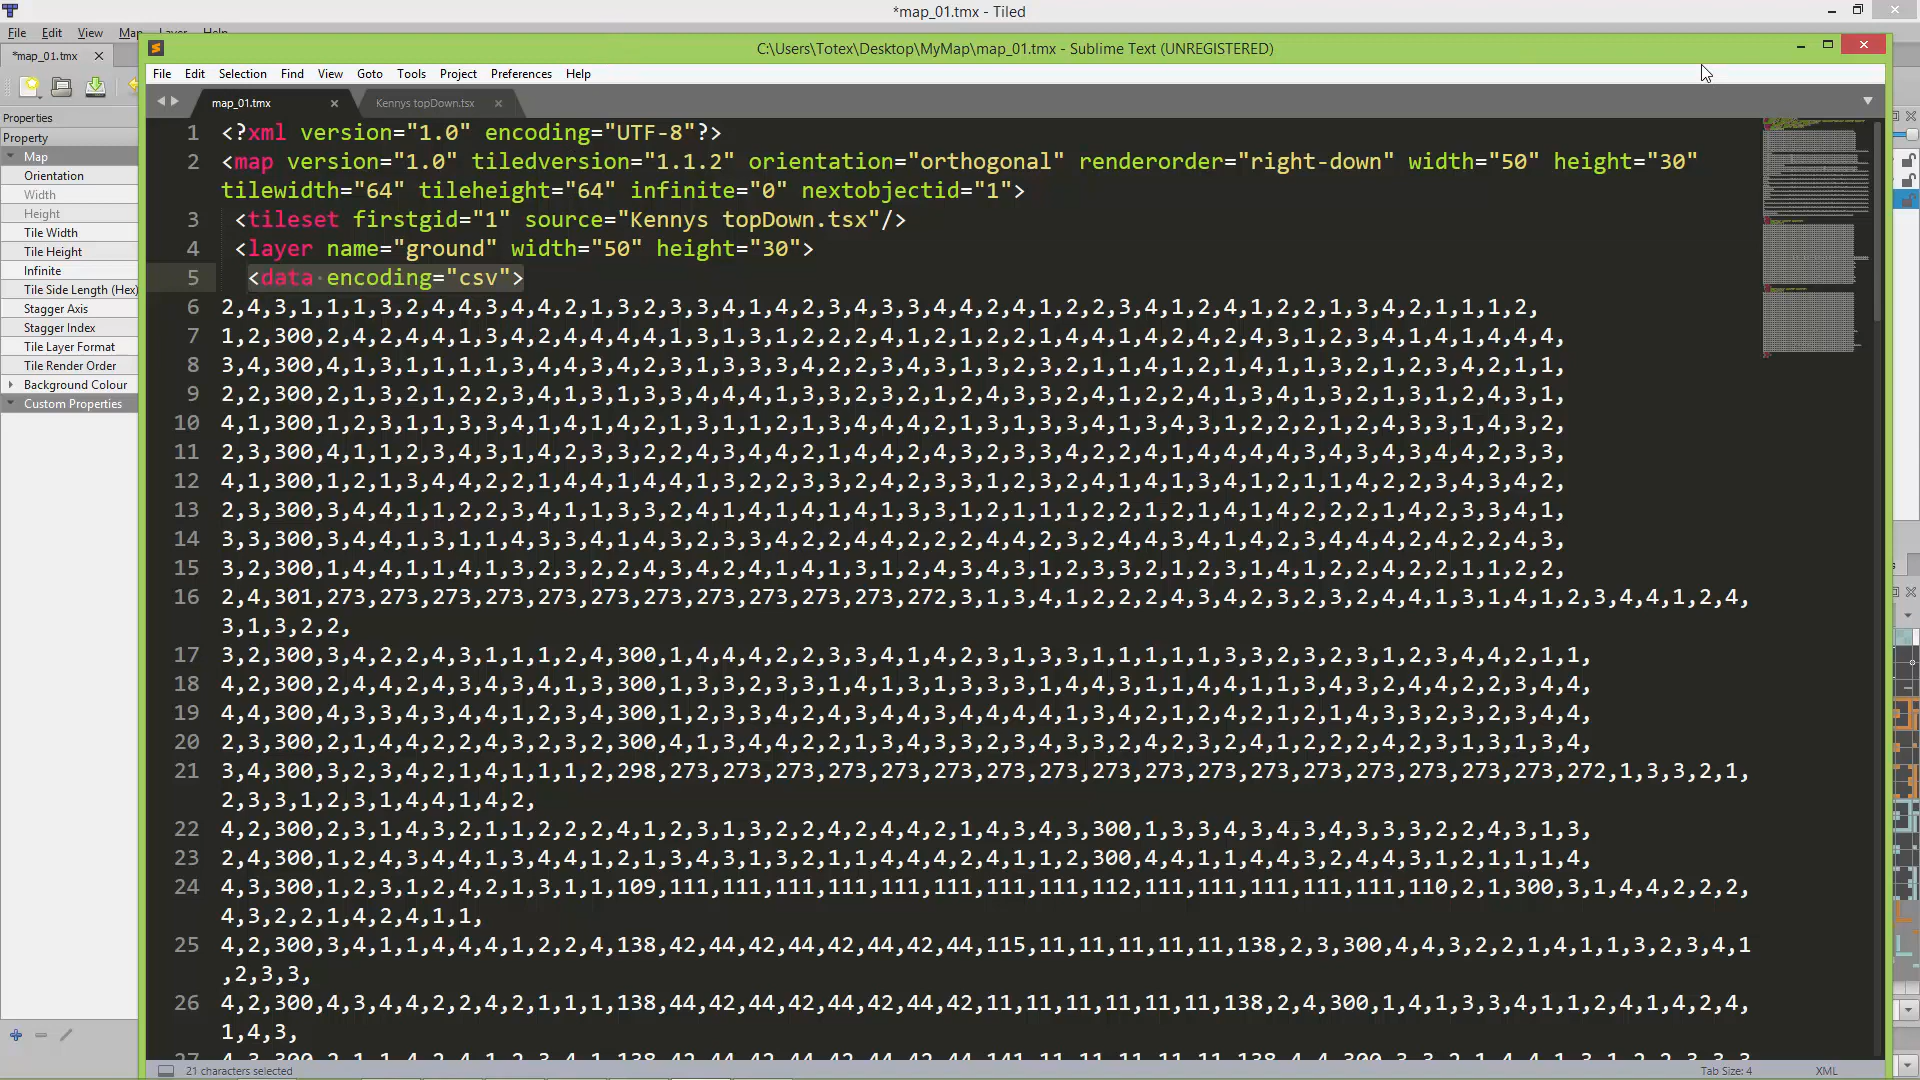 *map_01.tmx - Tiled
File Edit View Map Layer Help
*map_01.tmx
C:\Users\Totex\Desktop\MyMap\map_01.tmx - Sublime Text (UNREGISTERED)
File Edit Selection Find View Goto Tools Project Preferences Help
map_01.tmx Kennys topDown.tsx
Properties
Property
Map
Orientation
Width
Height
Tile Width
Tile Height
Infinite
Tile Side Length (Hex)
Stagger Axis
Stagger Index
Tile Layer Format
Tile Render Order
Background Colour
Custom Properties
1 <?xml version="1.0" encoding="UTF-8"?>
2 <map version="1.0" tiledversion="1.1.2" orientation="orthogonal" renderorder="right-down" width="50" height="30"
tilewidth="64" tileheight="64" infinite="0" nextobjectid="1">
3 <tileset firstgid="1" source="Kennys topDown.tsx"/>
4 <layer name="ground" width="50" height="30">
5 <data encoding="csv">
6 2,4,3,1,1,1,3,2,4,4,3,4,4,2,1,3,2,3,3,4,1,4,2,3,4,3,3,4,4,2,4,1,2,2,3,4,1,2,4,1,2,2,1,3,4,2,1,1,1,2,
7 1,2,300,2,4,2,4,4,1,3,4,2,4,4,4,4,1,3,1,3,1,2,2,2,4,1,2,1,2,2,1,4,4,1,4,2,4,2,4,3,1,2,3,4,1,4,1,4,4,4,
8 3,4,300,4,1,3,1,1,1,1,3,4,4,3,4,2,3,1,3,3,3,4,2,2,3,4,3,1,3,2,3,2,1,1,4,1,2,1,4,1,1,3,2,1,2,3,4,2,1,1,
9 2,2,300,2,1,3,2,1,2,2,3,4,1,3,1,3,3,4,4,4,1,3,3,2,3,2,1,2,4,3,3,2,4,1,2,2,4,1,3,4,1,3,2,1,3,1,2,4,3,1,
10 4,1,300,1,2,3,1,1,3,3,4,1,4,1,4,2,1,3,1,1,2,1,3,4,4,4,2,1,3,1,3,3,4,1,3,4,3,1,2,2,2,1,2,4,3,3,1,4,3,2,
11 2,3,300,4,1,1,2,3,4,3,1,4,2,3,3,2,2,4,3,4,4,2,1,4,4,2,4,3,2,3,3,4,2,2,4,1,4,4,4,4,3,4,3,4,3,4,4,2,3,3,
12 4,1,300,1,2,1,3,4,4,2,2,1,4,4,1,4,4,1,3,2,2,3,3,2,3,2,4,3,2,1,2,4,1,4,1,3,4,1,2,1,1,4,2,2,3,4,3,4,2,
13 2,3,300,3,4,4,1,1,2,2,3,4,1,1,3,3,2,4,1,4,1,4,1,4,1,3,3,1,2,1,1,1,2,2,1,2,1,4,1,4,2,2,2,1,4,2,3,3,4,1,
14 3,3,300,3,4,4,1,3,1,1,4,3,3,4,1,4,3,2,3,3,4,2,2,4,4,2,2,2,4,4,2,3,2,4,4,3,4,1,4,2,3,4,4,4,2,4,2,2,4,3,
15 3,2,300,1,4,4,1,1,4,1,3,2,3,2,2,4,3,4,2,4,1,4,1,3,1,2,4,3,4,3,1,2,3,3,2,1,2,3,1,4,1,2,2,4,2,2,1,1,2,2,
16 2,4,301,273,273,273,273,273,273,273,273,273,273,272,3,1,3,4,1,2,2,2,4,3,4,2,3,2,3,2,4,4,1,3,1,4,1,2,3,4,4,1,2,4,
3,1,3,2,2,
17 3,2,300,3,4,2,2,4,3,1,1,1,2,4,300,1,4,4,4,2,2,3,3,4,1,4,2,3,1,3,3,1,1,1,1,1,3,3,2,3,2,3,1,2,3,4,4,2,1,1,
18 4,2,300,2,4,4,2,4,3,4,3,4,1,3,300,1,3,3,2,3,3,1,4,1,3,1,3,3,3,1,4,4,3,1,1,4,4,1,1,3,4,3,2,4,4,2,2,3,4,4,
19 4,4,300,4,3,3,4,3,4,4,1,2,3,4,300,1,2,3,3,4,2,4,3,4,4,3,4,4,4,4,1,3,4,2,1,2,4,2,1,2,1,4,3,3,2,3,2,3,4,4,
20 2,3,300,2,1,4,4,2,2,4,3,2,3,2,300,4,1,3,4,4,2,2,1,3,4,3,3,2,3,4,3,3,2,4,2,3,2,4,1,2,2,2,4,2,3,1,3,1,3,4,
21 3,4,300,3,2,3,4,2,1,4,1,1,1,2,298,273,273,273,273,273,273,273,273,273,273,273,273,273,273,273,273,273,272,1,3,3,2,1,
2,3,3,1,2,3,1,4,4,1,4,2,
22 4,2,300,2,3,1,4,3,2,1,1,2,2,2,4,1,2,3,1,3,2,2,4,2,4,4,2,1,4,3,4,3,300,1,3,3,4,3,4,3,4,3,3,3,2,2,4,3,1,3,
23 2,4,300,1,2,4,3,4,4,1,3,4,4,1,2,1,3,4,3,1,3,2,1,1,4,4,4,2,4,1,1,2,300,4,4,1,1,4,4,3,2,4,4,3,1,2,1,1,1,4,
24 4,3,300,1,2,3,1,2,4,2,1,3,1,1,109,111,111,111,111,111,111,111,111,112,111,111,111,111,111,110,2,1,300,3,1,4,4,2,2,2,
4,3,2,2,1,4,2,4,1,1,
25 4,2,300,3,4,1,1,4,4,4,1,2,2,4,138,42,44,42,44,42,44,42,44,115,11,11,11,11,11,138,2,3,300,4,4,3,2,2,1,4,1,1,3,2,3,4,1
,2,3,3,
26 4,2,300,4,3,4,4,2,2,4,2,1,1,1,138,44,42,44,42,44,42,44,42,11,11,11,11,11,11,138,2,4,300,1,4,1,3,3,4,1,1,2,4,1,4,2,4,
1,4,3,
21 characters selected
Tab Size: 4 XML